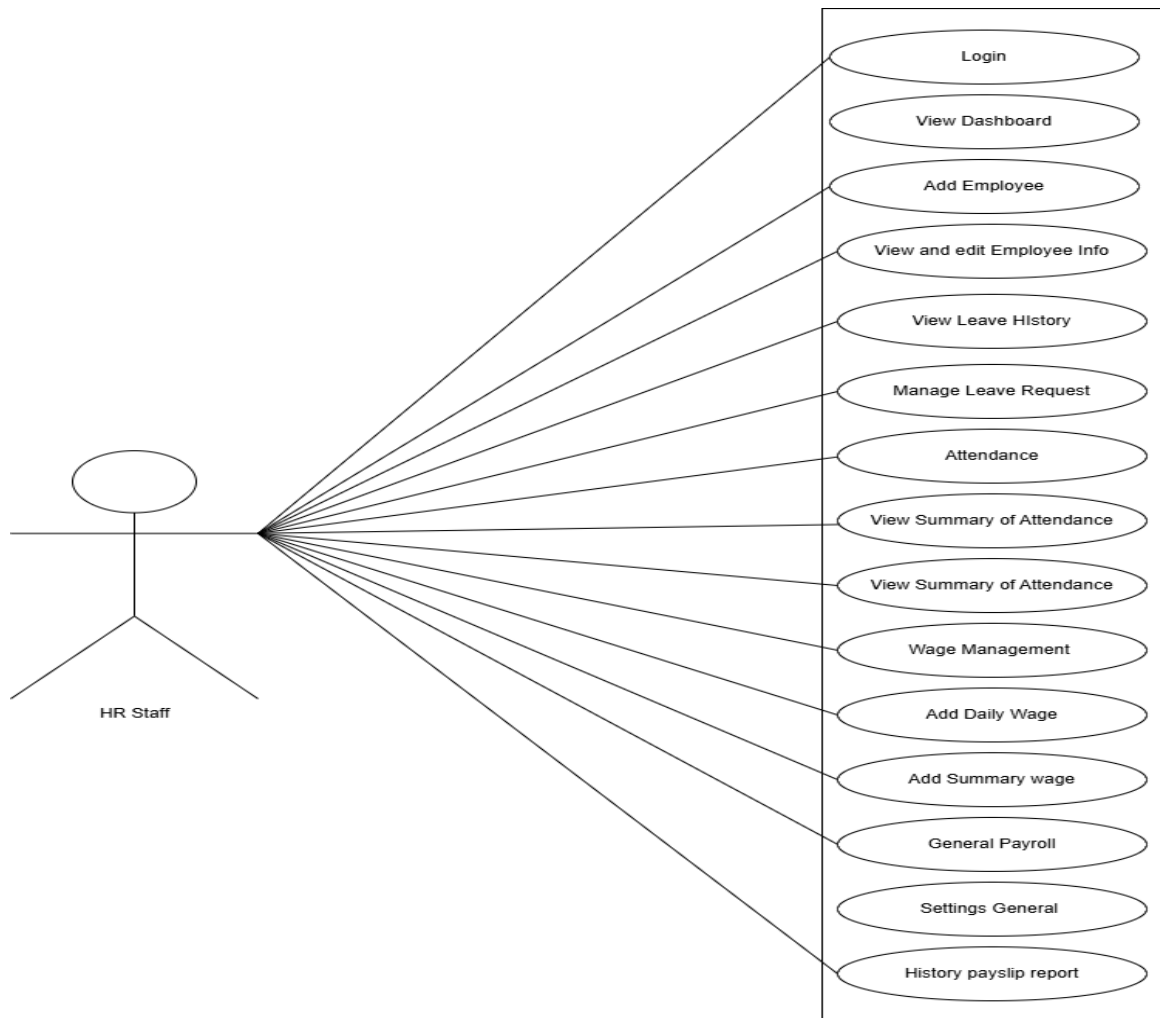 Login
View Dashboard
Add Employee
View and edit Employee Info
View Leave HIstory
Manage Leave Request
Attendance
View Summary of Attendance
View Summary of Attendance
Wage Management
HR Staff
Add Daily Wage
Add Summary wage
General Payroll
Settings General
History payslip report